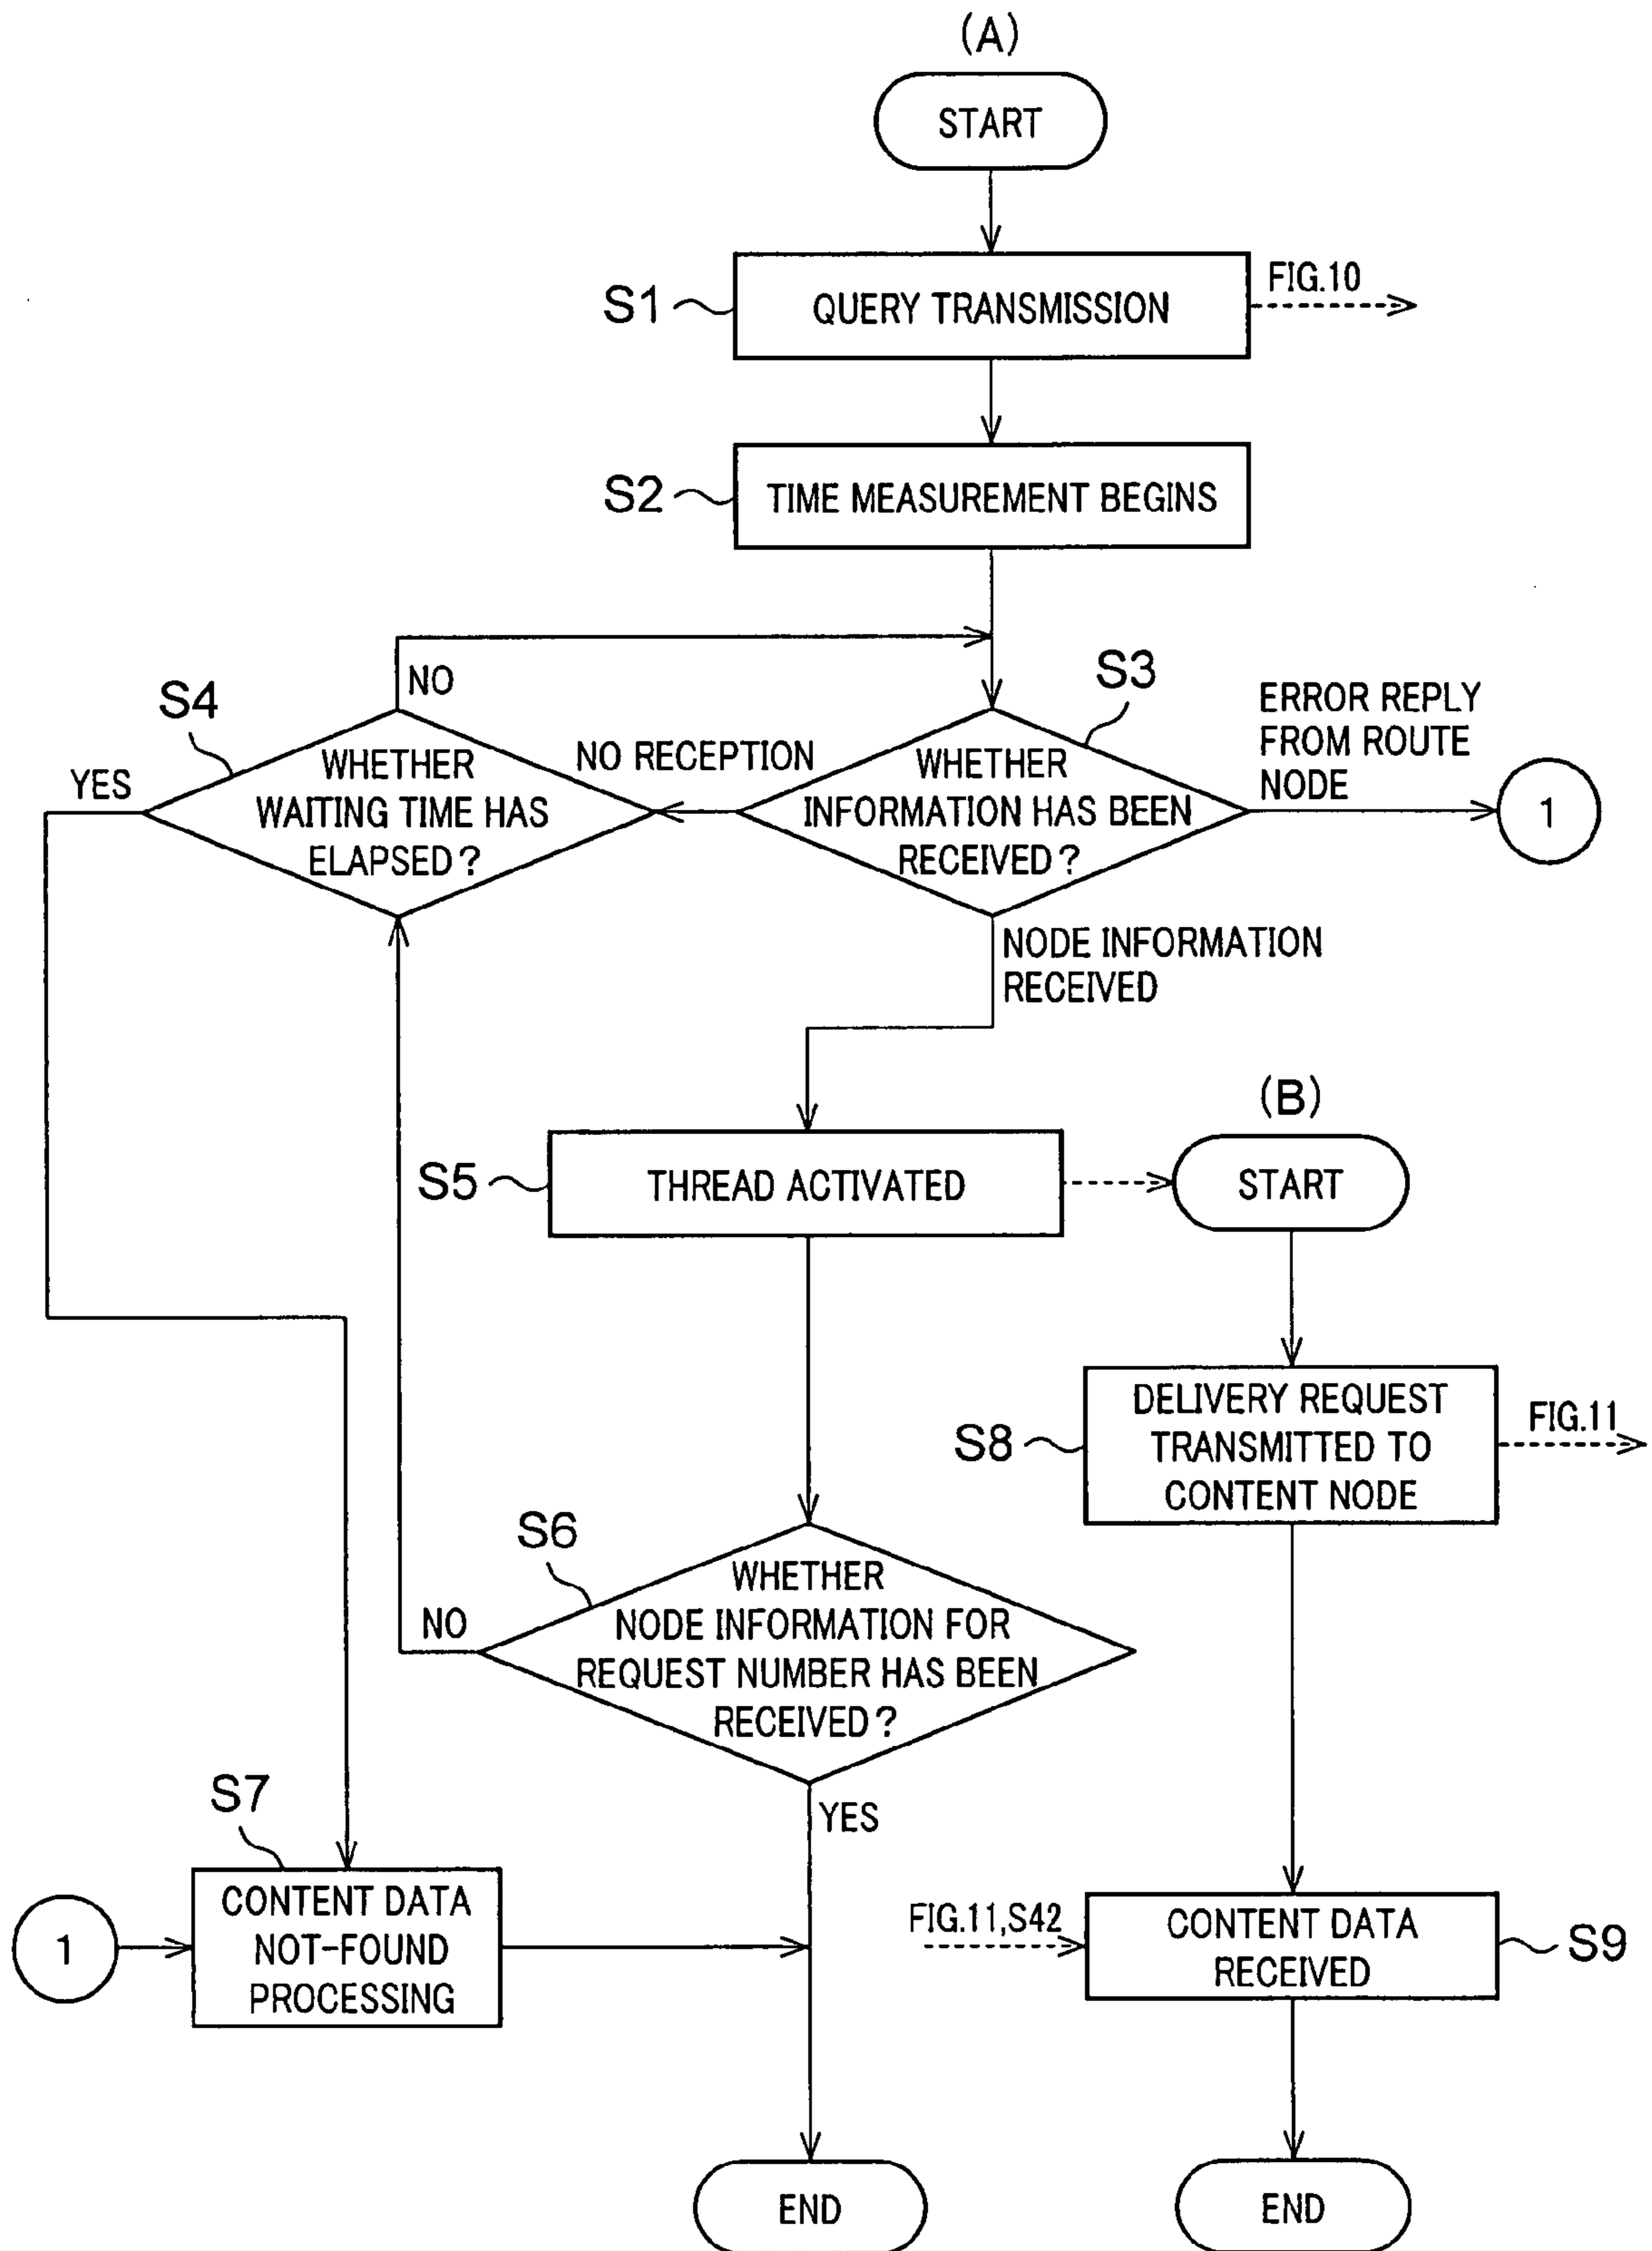 (A)
START
S1
QUERY TRANSMISSION
FIG.10
S2
TIME MEASUREMENT BEGINS
NO
S3
S4
ERROR REPLY
FROM ROUTE
NODE
YES
WHETHER
WAITING TIME HAS
ELAPSED?
NO RECEPTION
WHETHER
INFORMATION HAS BEEN
RECEIVED?
1
NODE INFORMATION
RECEIVED
(B)
S5
THREAD ACTIVATED
START
S8
DELIVERY REQUEST
TRANSMITTED TO
CONTENT NODE
FIG.11
S6
WHETHER
NODE INFORMATION FOR
REQUEST NUMBER HAS BEEN
RECEIVED?
NO
YES
S7
1
CONTENT DATA
NOT-FOUND
PROCESSING
FIG.11,S42
CONTENT DATA
RECEIVED
S9
END
END